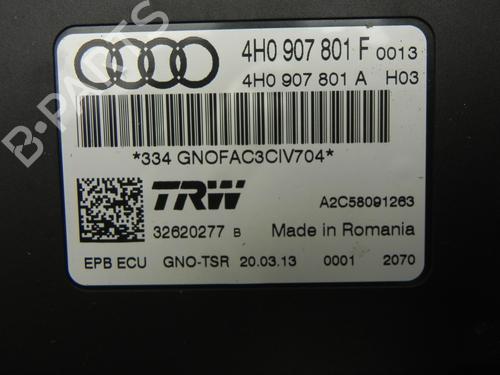 4H0 907 801 F 0013
4H0 907 801 A H03
*334 GNOFAC3CIV704*
TRW
A2C58091263
32620277 B Made in Romania
EPB ECU GNO-TSR 20.03.13 0001 2070
B-PARTS